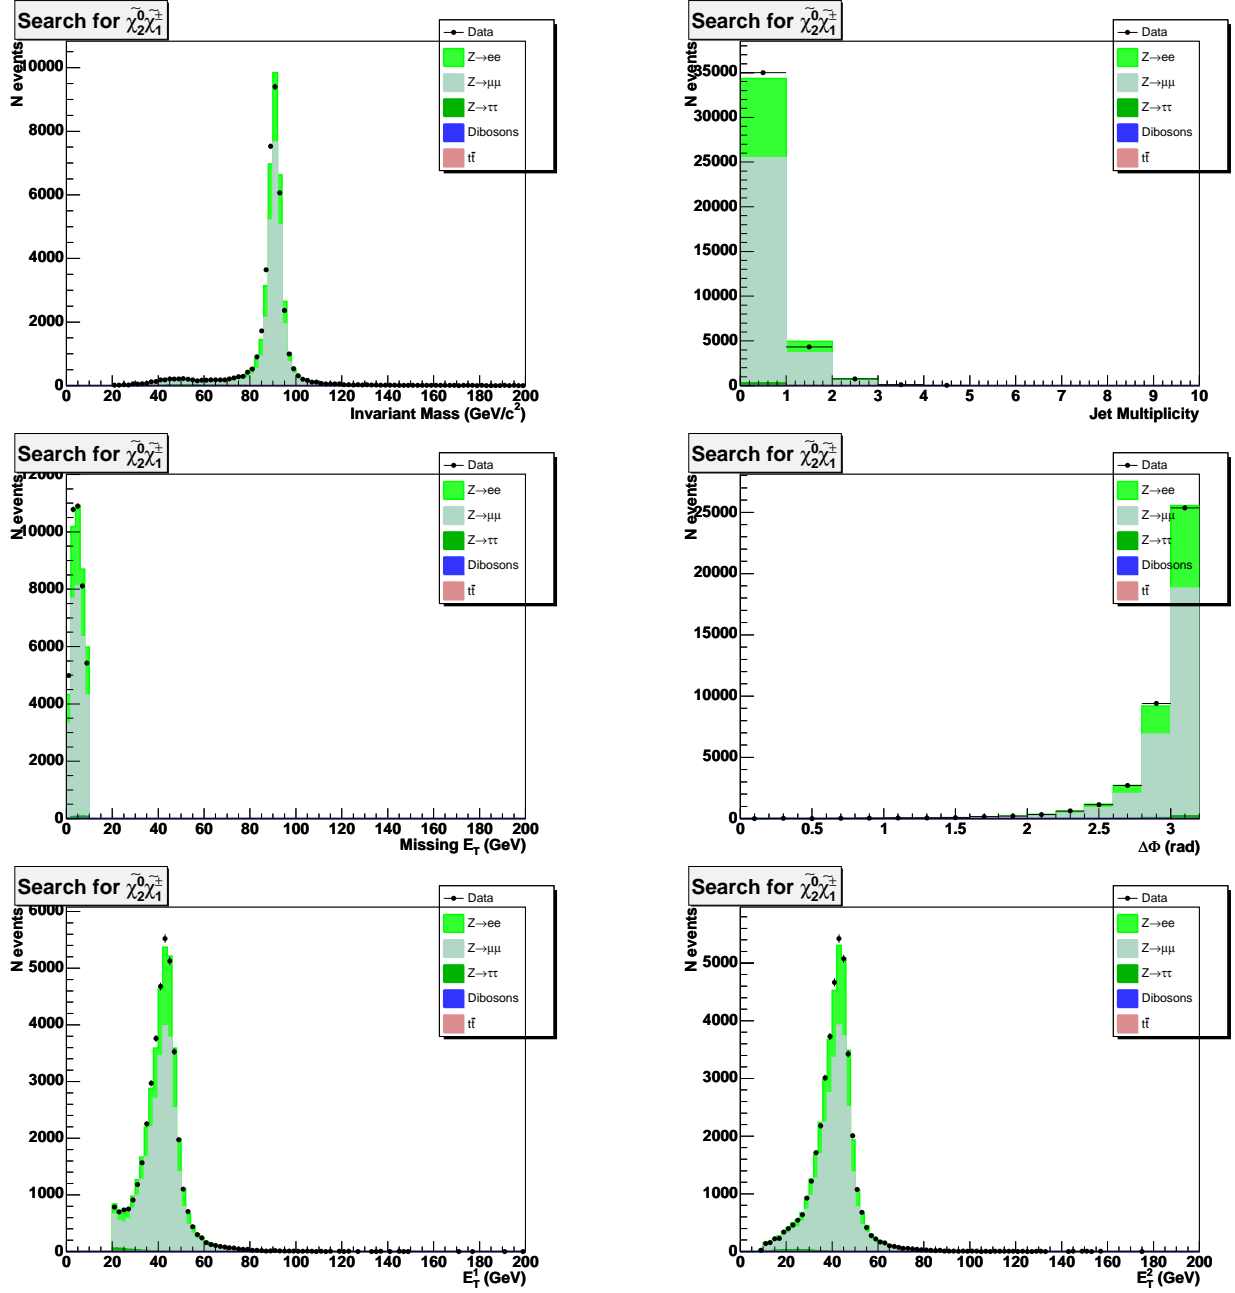 Search for χ̃⁰₂χ̃±₁
N events
Data
Z→ee
Z→μμ
Z→ττ
Dibosons
tt̄
10000
8000
6000
4000
2000
0
0 20 40 60 80 100 120 140 160 180 200
Invariant Mass (GeV/c²)
Search for χ̃⁰₂χ̃±₁
N events
Data
Z→ee
Z→μμ
Z→ττ
Dibosons
tt̄
35000
30000
25000
20000
15000
10000
5000
0
0 1 2 3 4 5 6 7 8 9 10
Jet Multiplicity
Search for χ̃⁰₂χ̃±₁
N events
Data
Z→ee
Z→μμ
Z→ττ
Dibosons
tt̄
12000
10000
8000
6000
4000
2000
0
0 20 40 60 80 100 120 140 160 180 200
Missing E_T (GeV)
Search for χ̃⁰₂χ̃±₁
N events
Data
Z→ee
Z→μμ
Z→ττ
Dibosons
tt̄
25000
20000
15000
10000
5000
0
0 0.5 1 1.5 2 2.5 3
ΔΦ (rad)
Search for χ̃⁰₂χ̃±₁
N events
Data
Z→ee
Z→μμ
Z→ττ
Dibosons
tt̄
6000
5000
4000
3000
2000
1000
0
0 20 40 60 80 100 120 140 160 180 200
E¹_T (GeV)
Search for χ̃⁰₂χ̃±₁
N events
Data
Z→ee
Z→μμ
Z→ττ
Dibosons
tt̄
5000
4000
3000
2000
1000
0
0 20 40 60 80 100 120 140 160 180 200
E²_T (GeV)